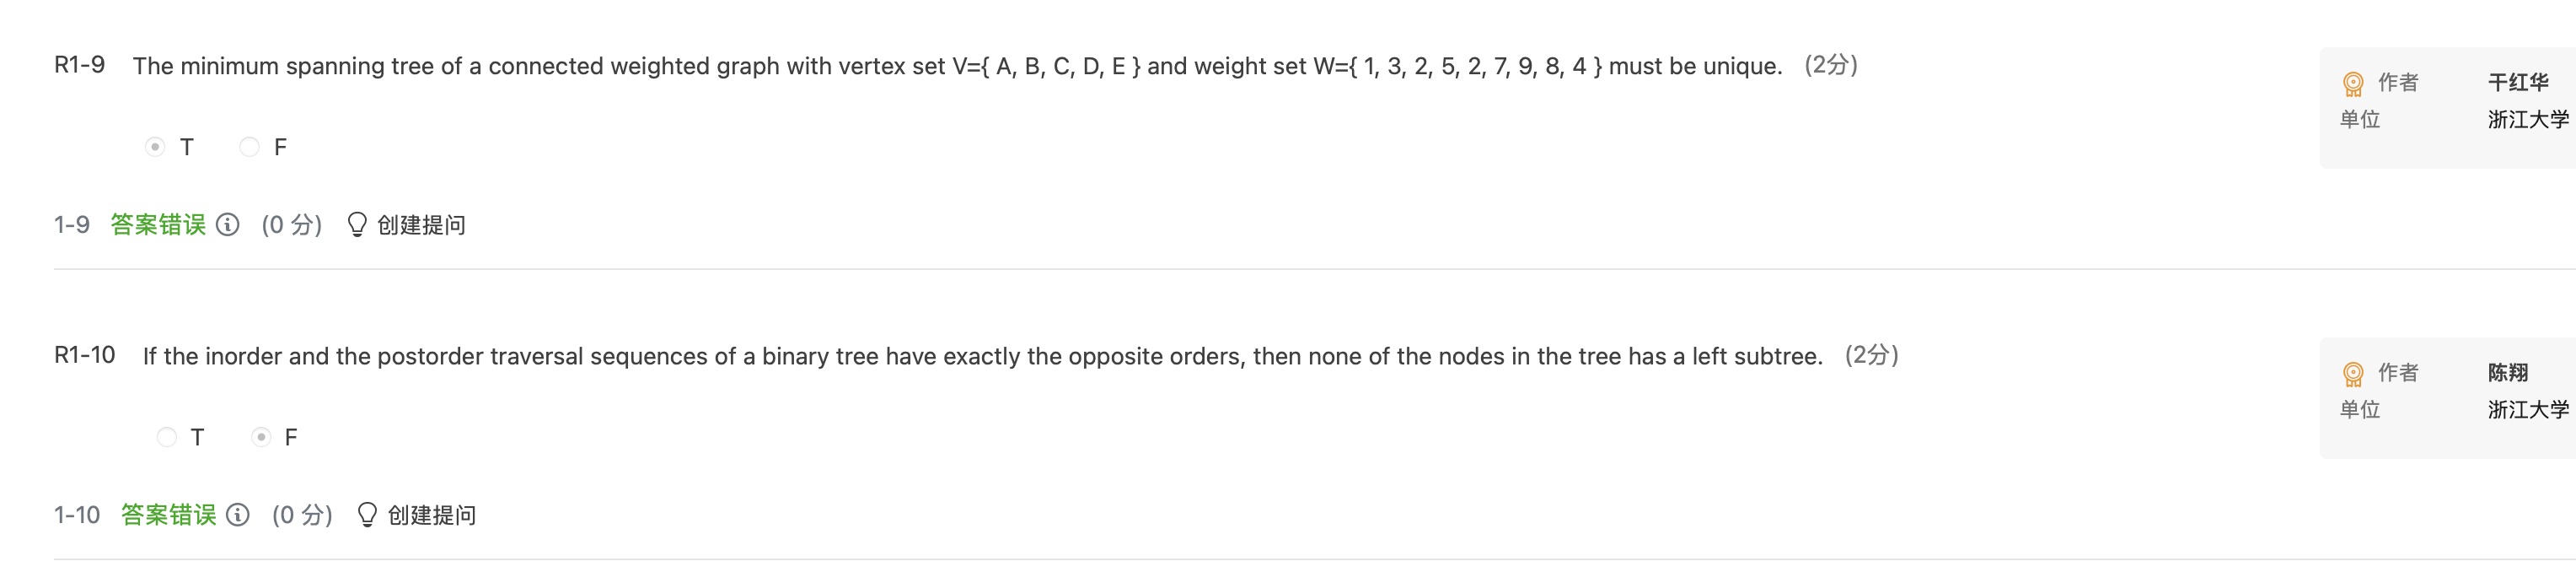 R1-9 The minimum spanning tree of a connected weighted graph with vertex set V={ A, B, C, D, E } and weight set W={ 1, 3, 2, 5, 2, 7, 9, 8, 4 } must be unique. (2分)
作者 干红华
单位 浙江大学
T F
1-9 答案错误 (0 分) 创建提问
R1-10 If the inorder and the postorder traversal sequences of a binary tree have exactly the opposite orders, then none of the nodes in the tree has a left subtree. (2分)
作者 陈翔
单位 浙江大学
T F
1-10 答案错误 (0 分) 创建提问